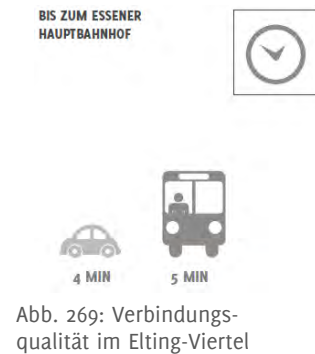 BIS ZUM ESSENER
HAUPTBAHNHOF
4 MIN
5 MIN
Abb. 269: Verbindungs-
qualität im Elting-Viertel